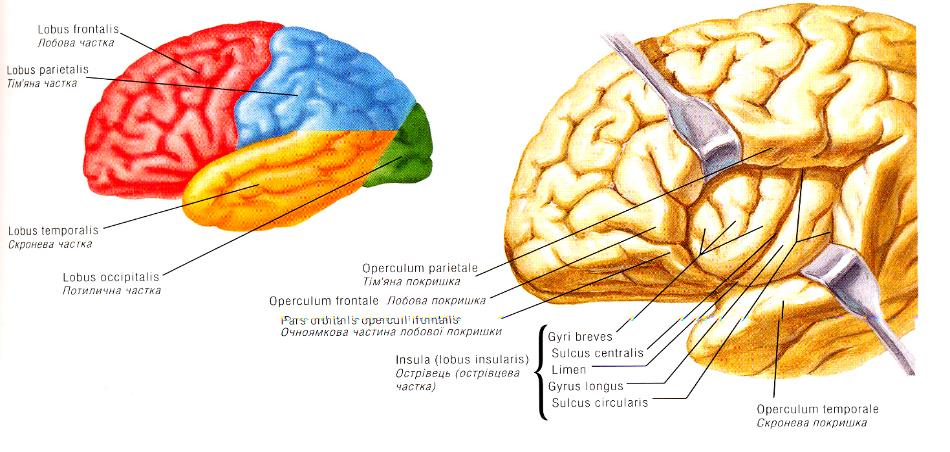 Lobus frontalis
Лобова частка
Lobus parietalis
Тім'яна частка
Lobus temporalis
Скронева частка
Lobus occipitalis
Потилична частка
Operculum parietale
Тім'яна покришка
Operculum frontale Лобова покришка
Pars orbitalis operculi frontalis
Очноямкова частина лобової покришки
Insula (lobus insularis)
Острівець (острівцева
частка)
Gyri breves
Sulcus centralis
Limen
Gyrus longus
Sulcus circularis
Operculum temporale
Скронева покришка